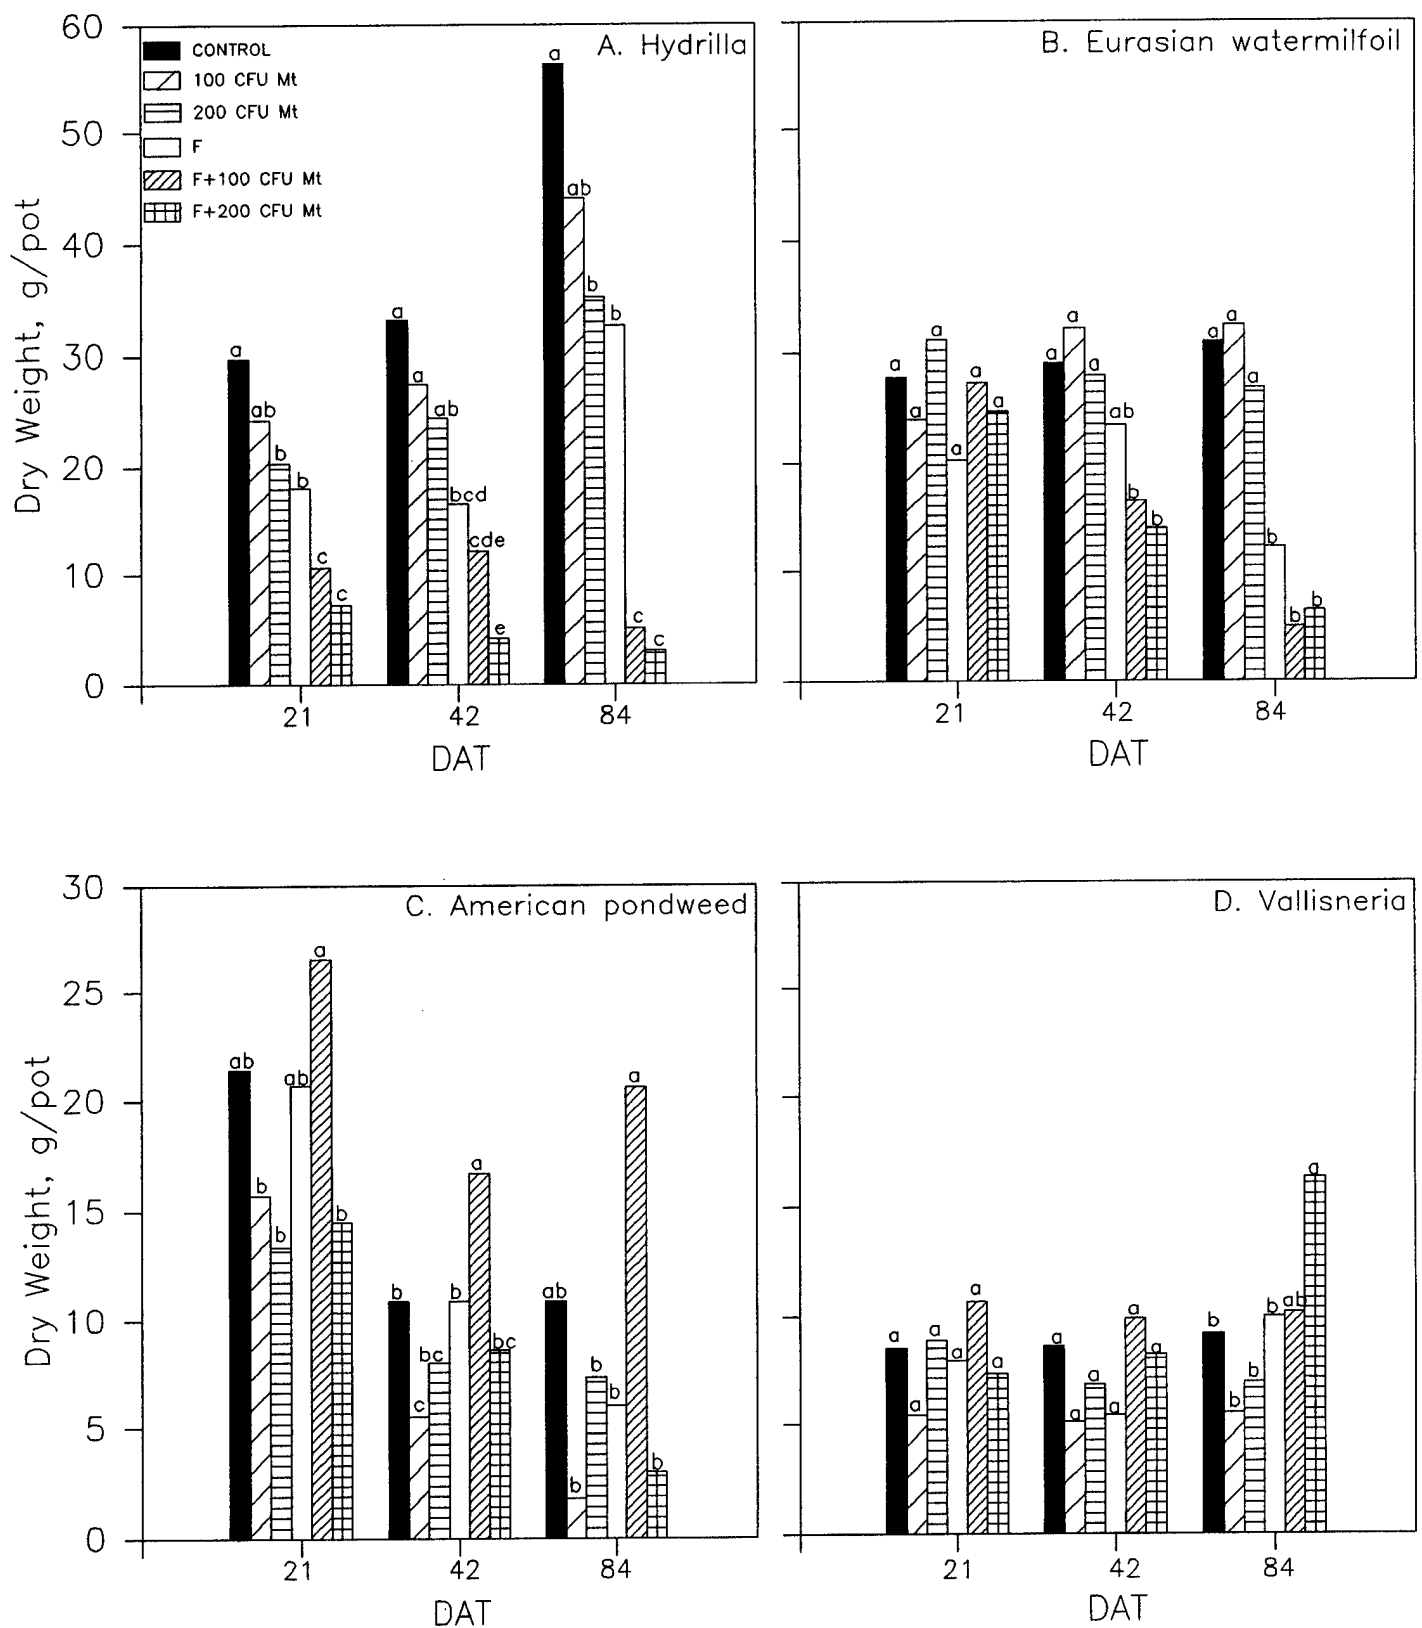 A. Hydrilla
CONTROL
100 CFU Mt
200 CFU Mt
F
F+100 CFU Mt
F+200 CFU Mt
60
50
40
30
20
10
0
Dry Weight, g/pot
a
ab
b
b
c
c
a
a
ab
bcd
cde
e
a
ab
b
b
c
c
21
42
84
DAT
B. Eurasian watermilfoil
a
a
a
a
a
a
a
a
a
ab
b
b
a
a
a
b
b
b
21
42
84
DAT
C. American pondweed
30
25
20
15
10
5
0
Dry Weight, g/pot
ab
b
b
ab
a
b
b
c
bc
b
a
bc
ab
b
b
b
a
b
21
42
84
DAT
D. Vallisneria
a
a
a
a
a
a
a
a
a
a
a
a
b
b
b
b
ab
a
21
42
84
DAT